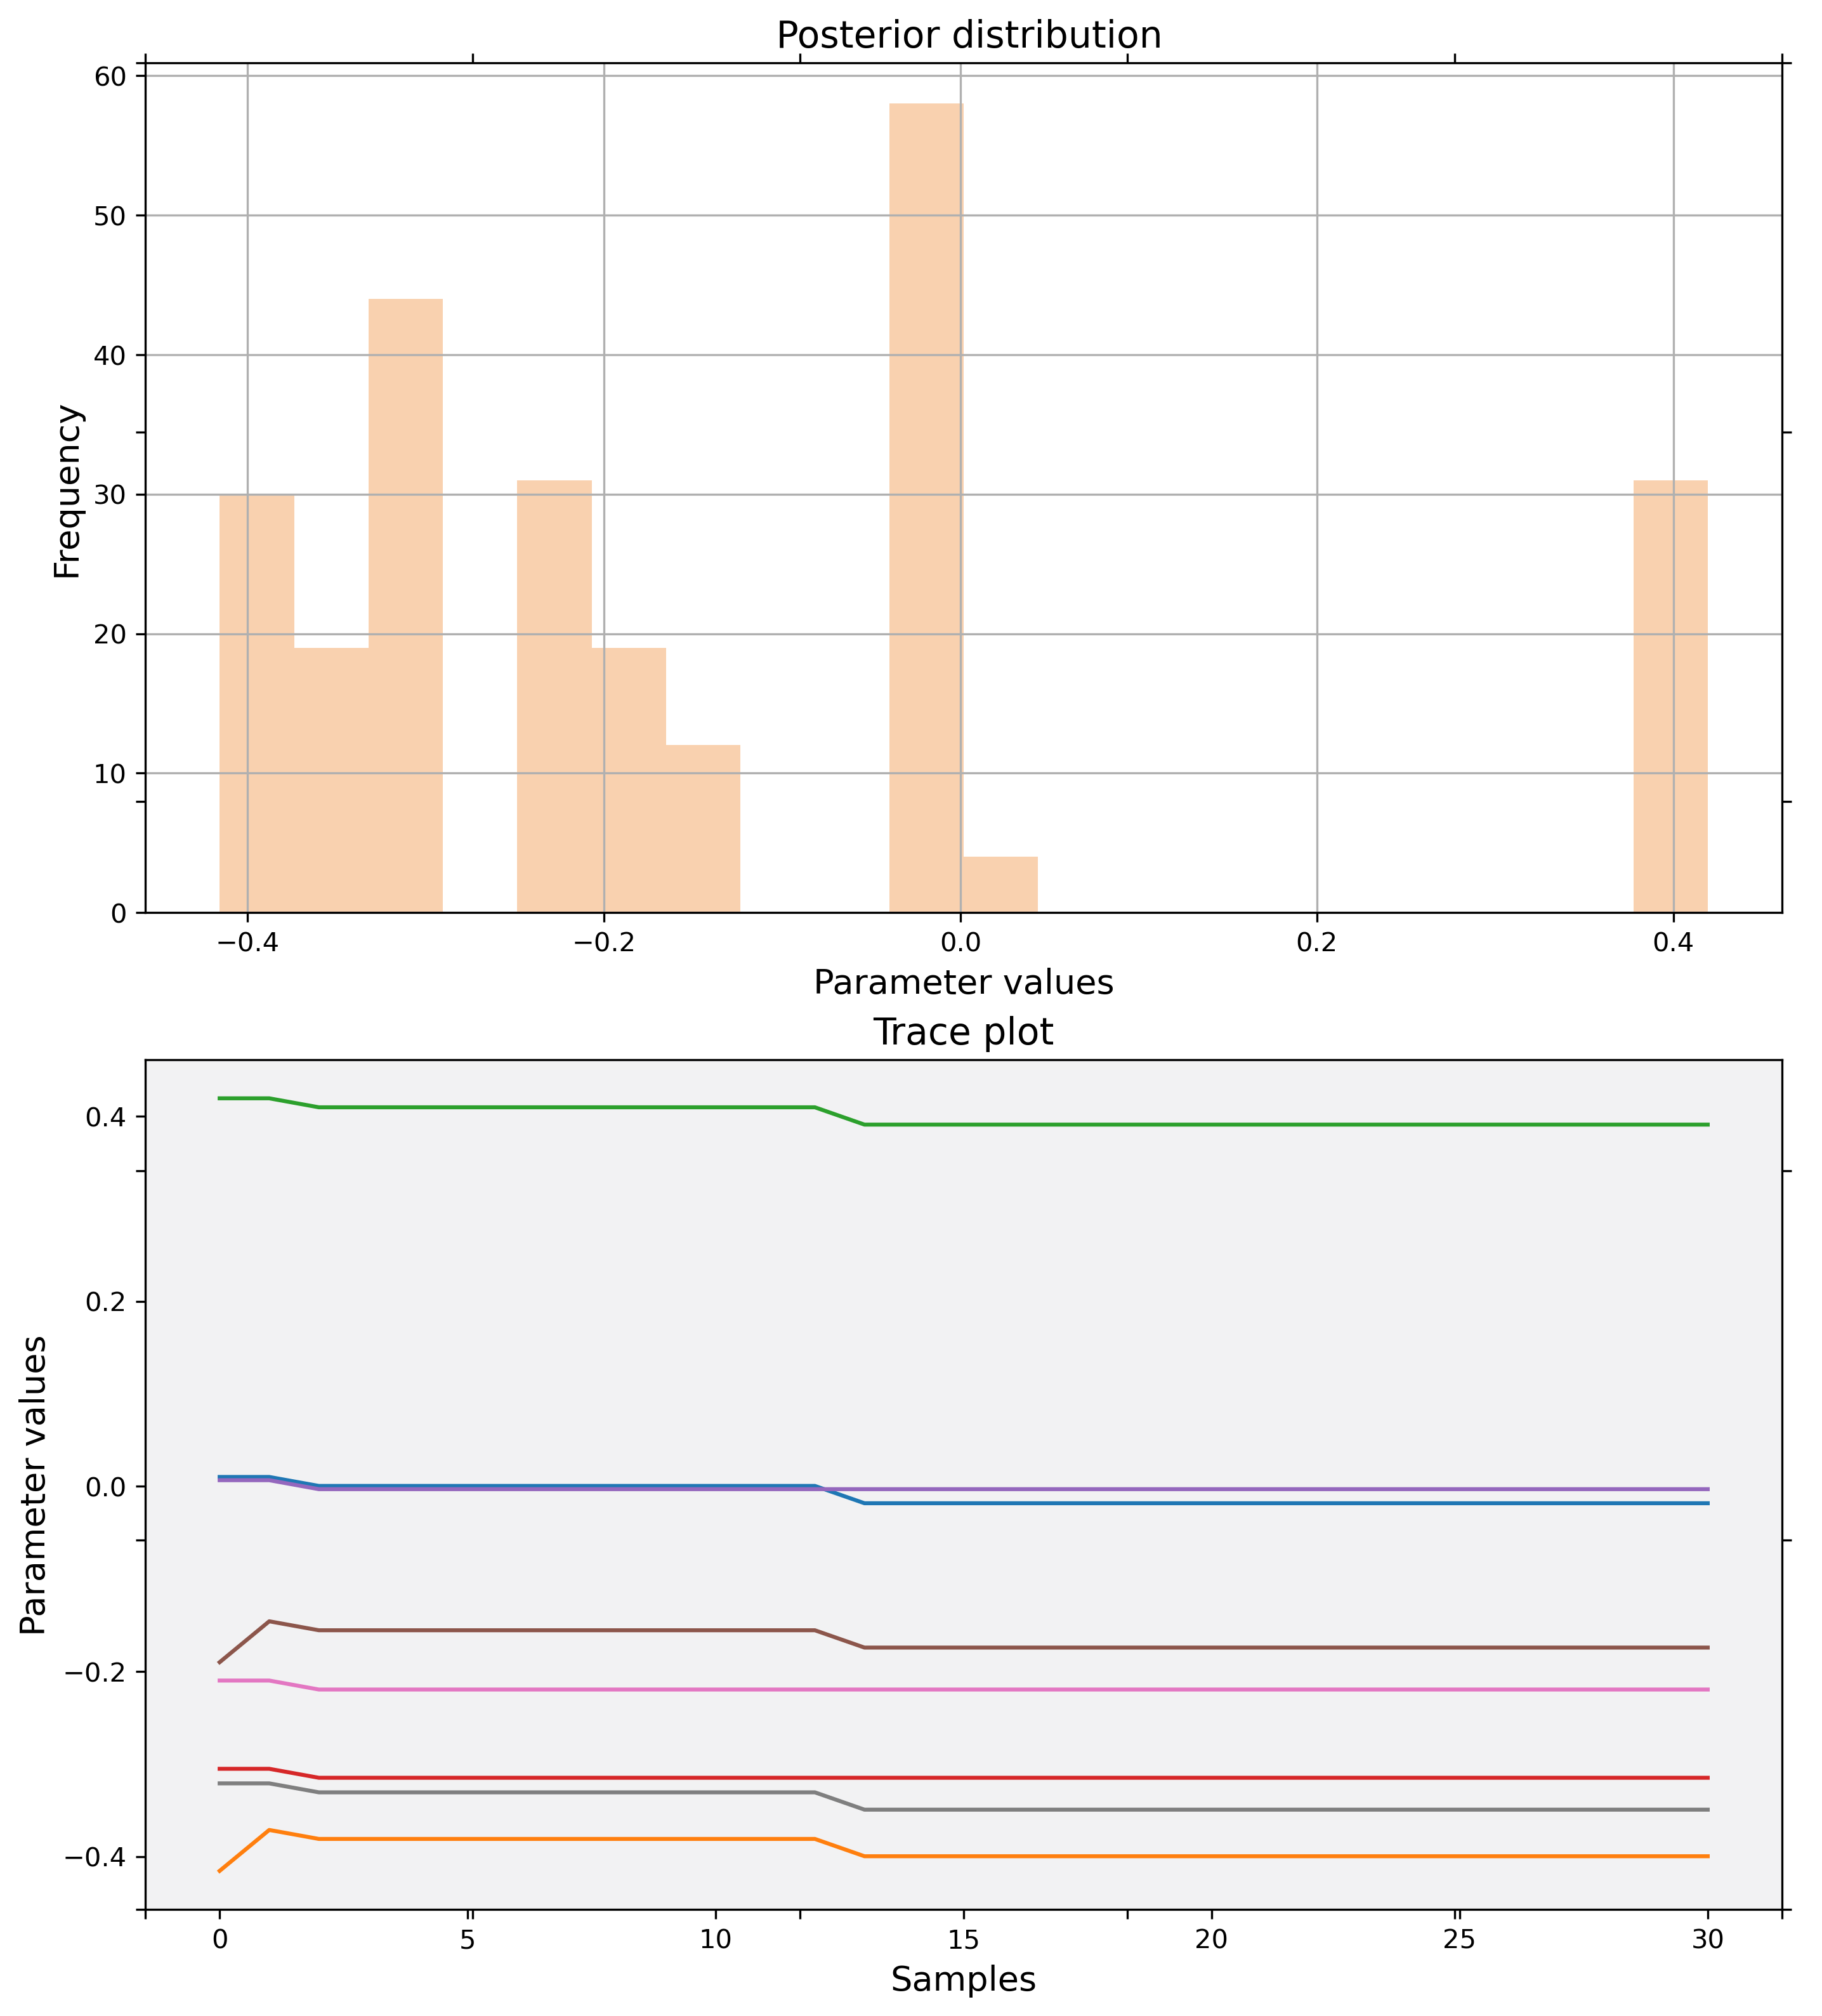 Posterior distribution
60
50
40
30
20
10
0
Frequency
−0.4 −0.2 0.0 0.2 0.4
Parameter values
Trace plot
0.4
0.2
0.0
−0.2
−0.4
Parameter values
0 5 10 15 20 25 30
Samples